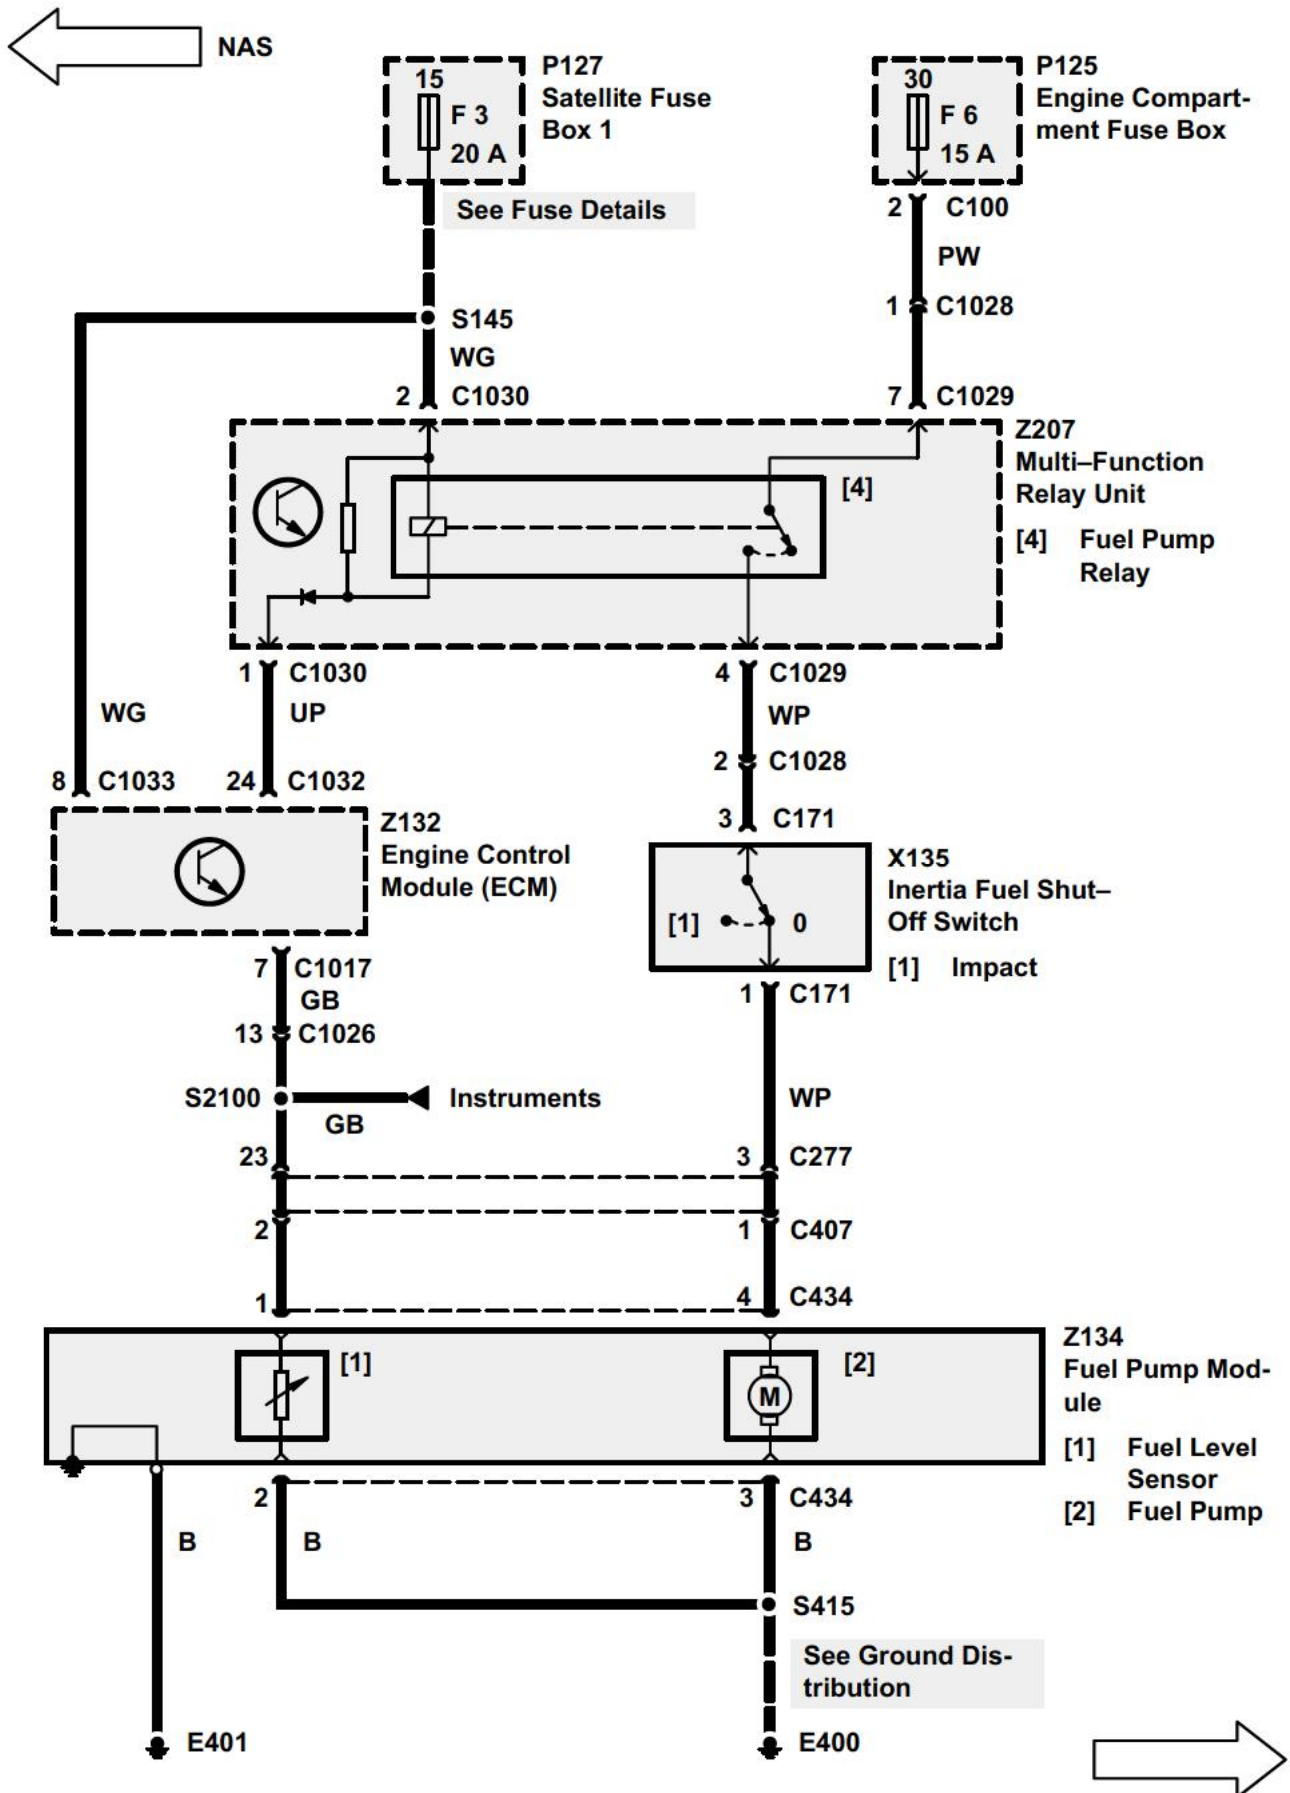 NAS
15
F 3
20 A
P127
Satellite Fuse
Box 1
30
F 6
15 A
P125
Engine Compart-
ment Fuse Box
See Fuse Details
2 C100
PW
1 C1028
S145
WG
2 C1030
7 C1029
Z207
Multi–Function
Relay Unit
[4] Fuel Pump
Relay
[4]
1 C1030
UP
WG
4 C1029
WP
2 C1028
8 C1033
24 C1032
3 C171
Z132
Engine Control
Module (ECM)
X135
Inertia Fuel Shut–
Off Switch
[1] Impact
[1] 0
7 C1017
GB
13 C1026
1 C171
S2100
Instruments
GB
WP
23
3 C277
2
1 C407
1
4 C434
Z134
Fuel Pump Mod-
ule
[1] Fuel Level
Sensor
[2] Fuel Pump
[1]
[2]
M
2
3 C434
B
B
B
S415
See Ground Dis-
tribution
E401
E400